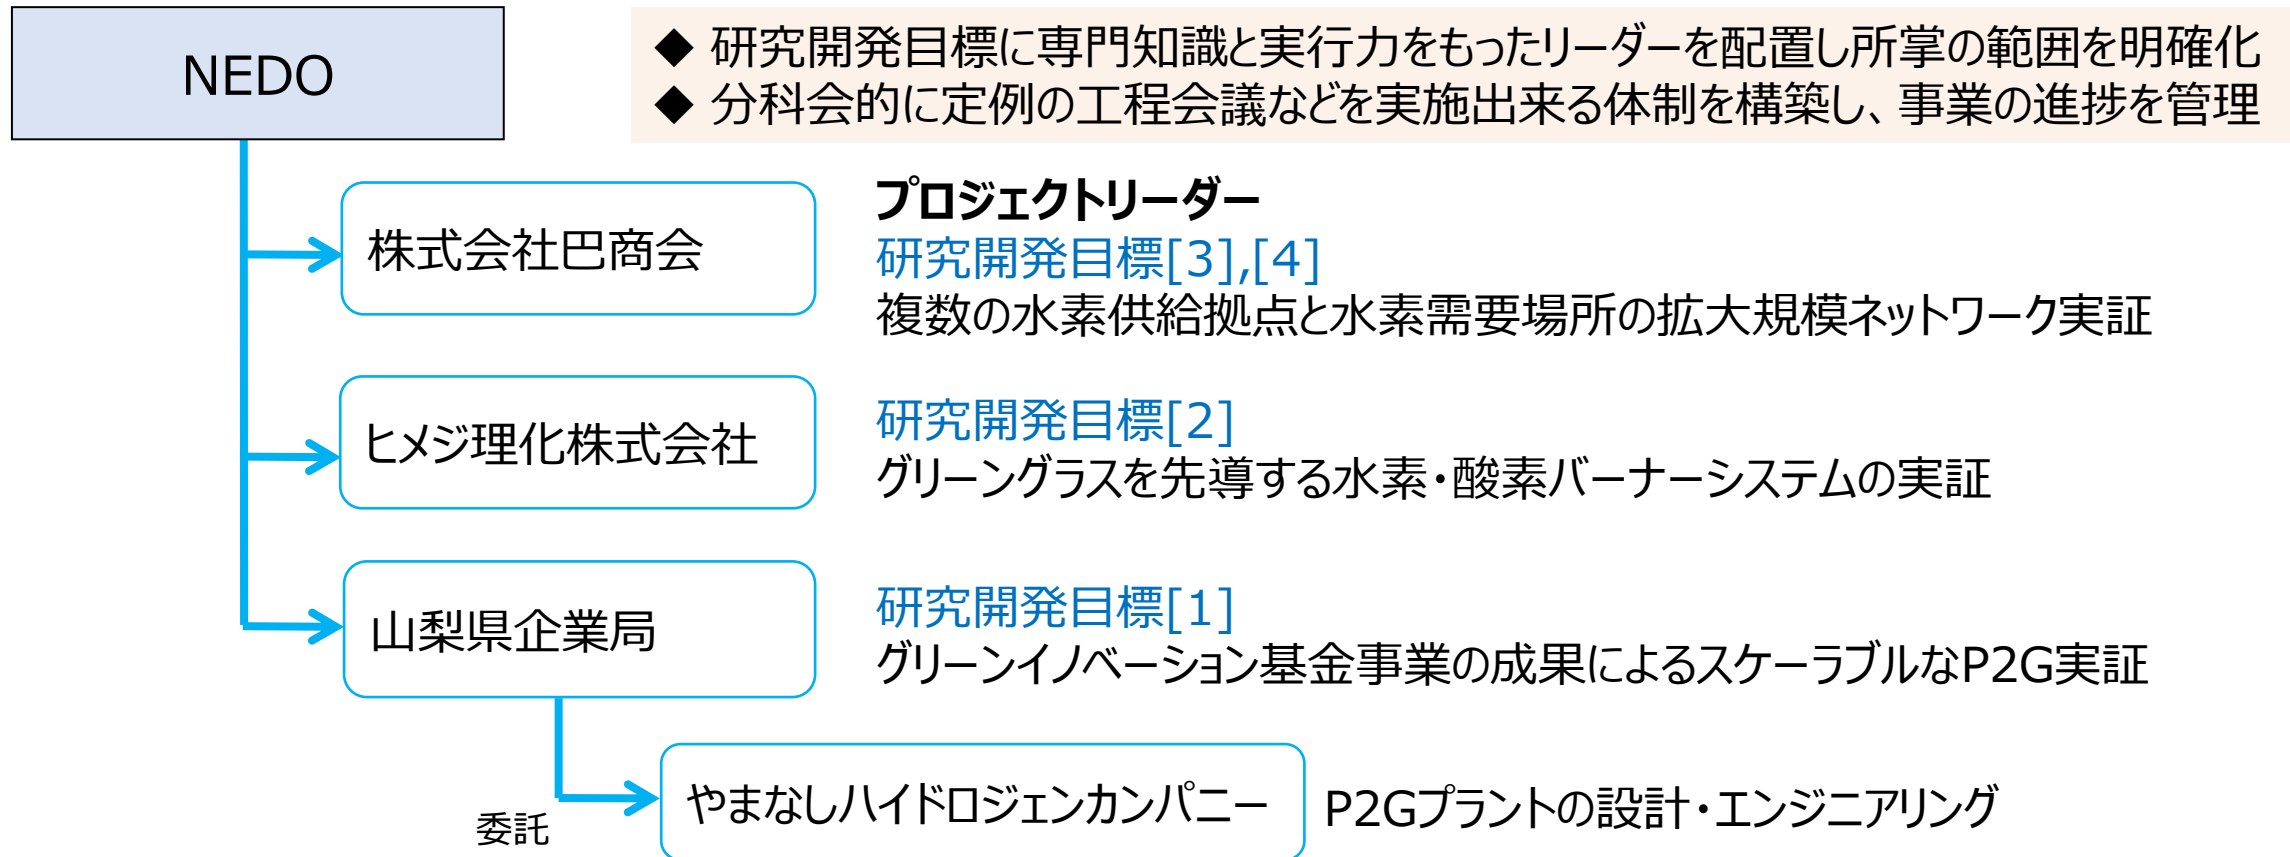 NEDO
◆ 研究開発目標に専門知識と実行力をもったリーダーを配置し所掌の範囲を明確化
◆ 分科会的に定例の工程会議などを実施出来る体制を構築し、事業の進捗を管理
株式会社巴商会
プロジェクトリーダー
研究開発目標[3],[4]
複数の水素供給拠点と水素需要場所の拡大規模ネットワーク実証
ヒメジ理化株式会社
研究開発目標[2]
グリーングラスを先導する水素・酸素バーナーシステムの実証
山梨県企業局
研究開発目標[1]
グリーンイノベーション基金事業の成果によるスケーラブルなP2G実証
委託
やまなしハイドロジェンカンパニー
P2Gプラントの設計・エンジニアリング